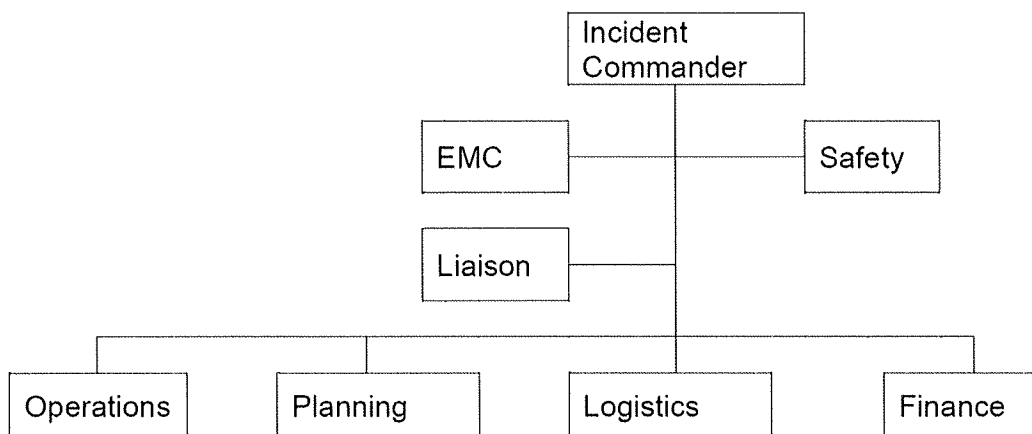 Incident
Commander
EMC
Safety
Liaison
Operations
Planning
Logistics
Finance